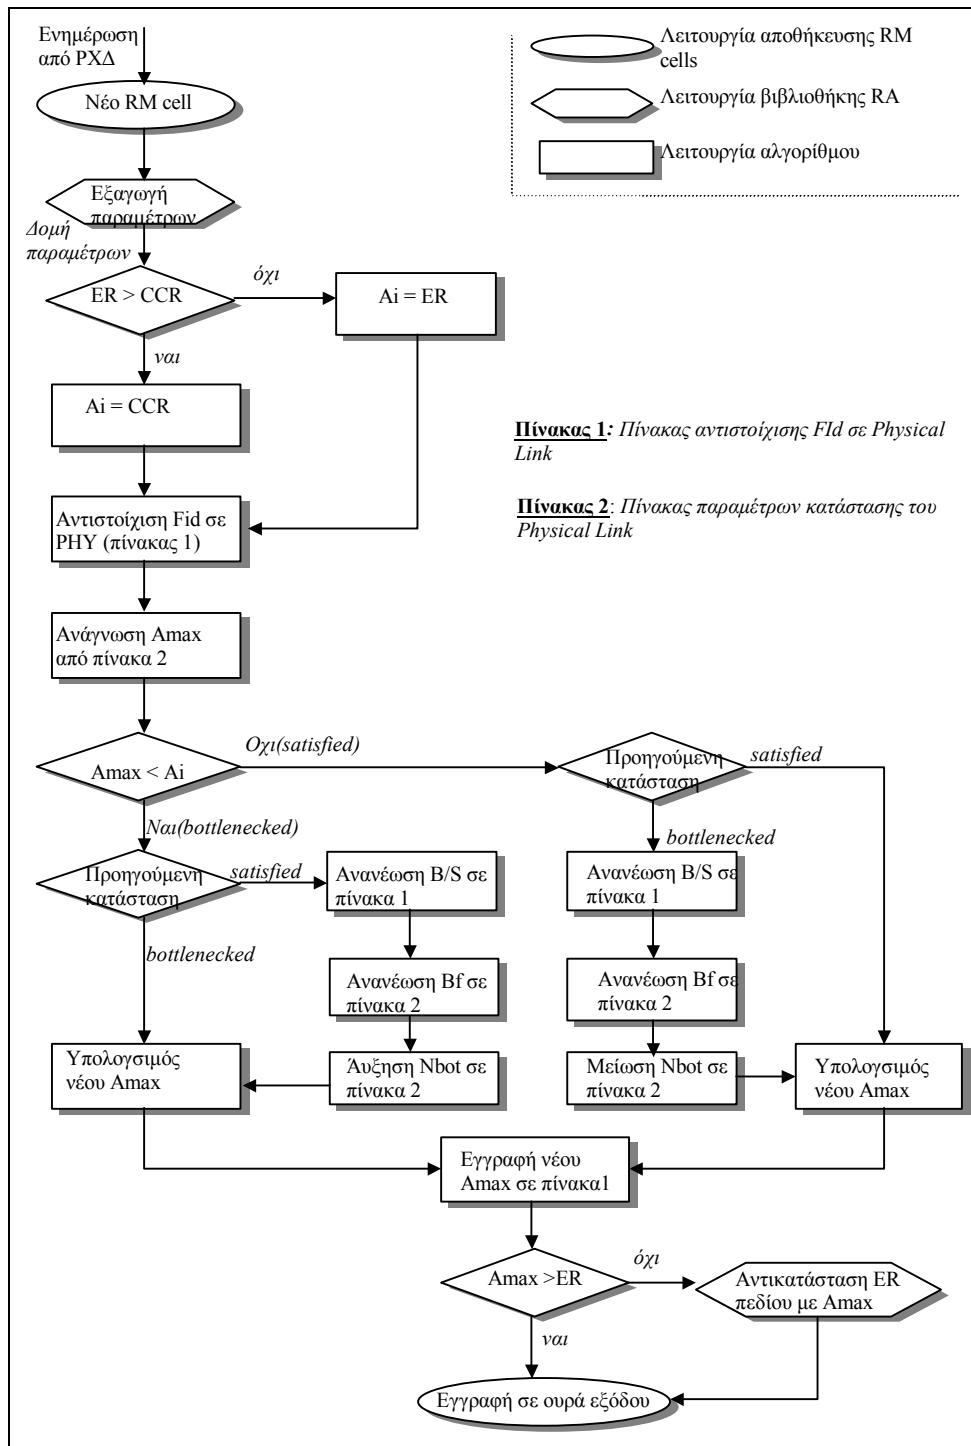 Ενημέρωση
από ΡΧΔ
Νέο RM cell
Εξαγωγή
παραμέτρων
Δομή
παραμέτρων
ER > CCR
όχι
Ai = ER
ναι
Ai = CCR
Αντιστοίχιση Fid σε
PHY (πίνακας 1)
Ανάγνωση Amax
από πίνακα 2
Amax < Ai
Οχι(satisfied)
Προηγούμενη
κατάσταση
satisfied
Ναι(bottlenecked)
bottlenecked
Προηγούμενη
κατάσταση
satisfied
Ανανέωση B/S σε
πίνακα 1
Ανανέωση B/S σε
πίνακα 1
bottlenecked
Ανανέωση Bf σε
πίνακα 2
Ανανέωση Bf σε
πίνακα 2
Υπολογσιμός
νέου Amax
Άυξηση Nbot σε
πίνακα 2
Μείωση Nbot σε
πίνακα 2
Υπολογσιμός
νέου Amax
Εγγραφή νέου
Amax σε πίνακα1
Amax >ER
όχι
Αντικατάσταση ER
πεδίου με Amax
ναι
Εγγραφή σε ουρά εξόδου
Λειτουργία αποθήκευσης RM
cells
Λειτουργία βιβλιοθήκης RA
Λειτουργία αλγορίθμου
Πίνακας 1: Πίνακας αντιστοίχισης FId σε Physical
Link
Πίνακας 2: Πίνακας παραμέτρων κατάστασης του
Physical Link